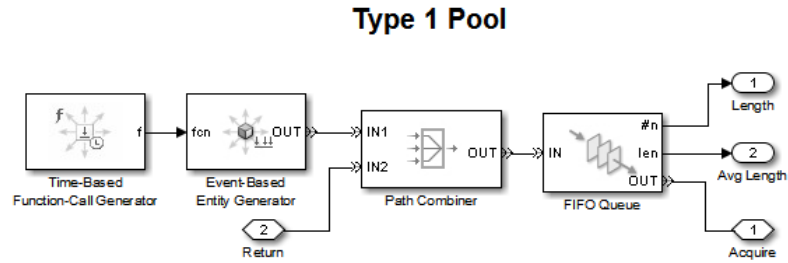 Type 1 Pool
f
f
fcn
OUT
Time-Based
Function-Call Generator
Event-Based
Entity Generator
IN1
IN2
OUT
Path Combiner
IN
#n
len
OUT
FIFO Queue
1
Length
2
Avg Length
2
Return
1
Acquire